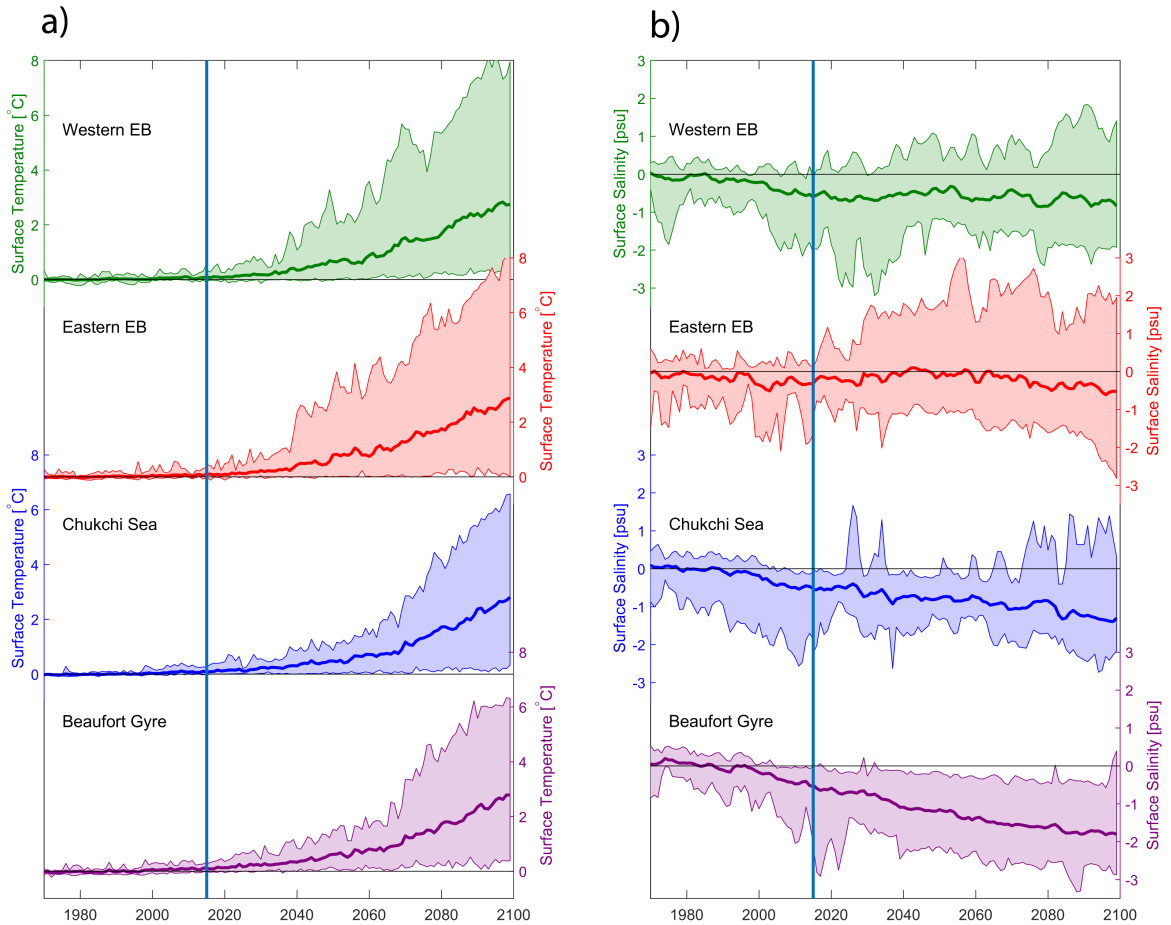 a)
8
6
4
2
0
Surface Temperature [°C]
Western EB
8
6
4
2
0
Surface Temperature [°C]
Eastern EB
8
6
4
2
0
Surface Temperature [°C]
Chukchi Sea
8
6
4
2
0
Surface Temperature [°C]
Beaufort Gyre
1980 2000 2020 2040 2060 2080 2100
b)
3
2
1
0
-1
-2
-3
Surface Salinity [psu]
Western EB
3
2
1
0
-1
-2
-3
Surface Salinity [psu]
Eastern EB
3
2
1
0
-1
-2
-3
Surface Salinity [psu]
Chukchi Sea
3
2
1
0
-1
-2
-3
Surface Salinity [psu]
Beaufort Gyre
1980 2000 2020 2040 2060 2080 2100